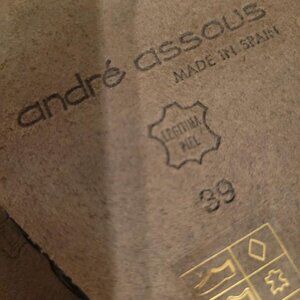 andré assous
MADE IN SPAIN
LEGITIMA
PIEL
39